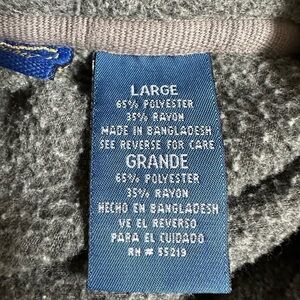 LARGE
65% POLYESTER
35% RAYON
MADE IN BANGLADESH
SEE REVERSE FOR CARE
GRANDE
65% POLYESTER
35% RAYON
HECHO EN BANGLADESH
VE EL REVERSO
PARA EL CUIDADO
RN # 55219